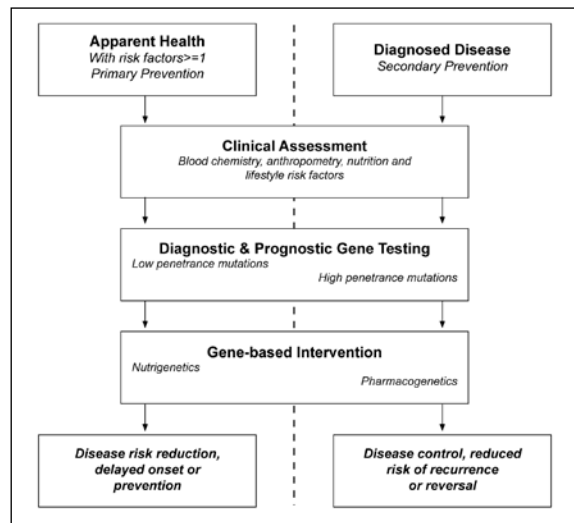 Apparent Health
With risk factors>=1
Primary Prevention
Diagnosed Disease
Secondary Prevention
Clinical Assessment
Blood chemistry, anthropometry, nutrition and
lifestyle risk factors
Diagnostic & Prognostic Gene Testing
Low penetrance mutations
High penetrance mutations
Gene-based Intervention
Nutrigenetics
Pharmacogenetics
Disease risk reduction,
delayed onset or
prevention
Disease control, reduced
risk of recurrence
or reversal